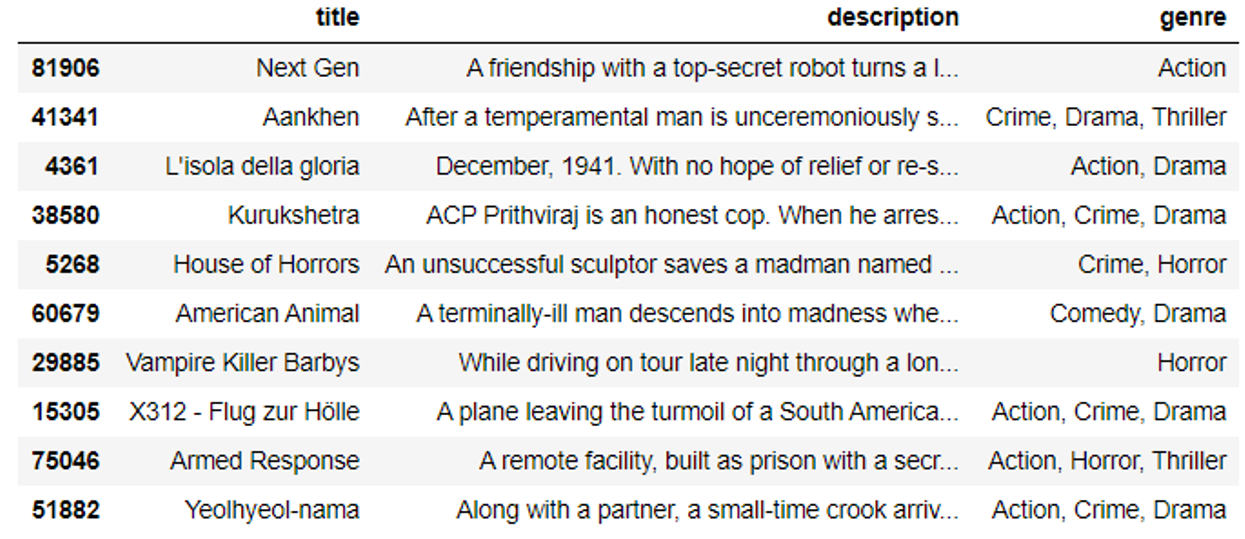 title description genre
81906 Next Gen A friendship with a top-secret robot turns a l... Action
41341 Aankhen After a temperamental man is unceremoniously s... Crime, Drama, Thriller
4361 L'isola della gloria December, 1941. With no hope of relief or re-s... Action, Drama
38580 Kurukshetra ACP Prithviraj is an honest cop. When he arres... Action, Crime, Drama
5268 House of Horrors An unsuccessful sculptor saves a madman named ... Crime, Horror
60679 American Animal A terminally-ill man descends into madness whe... Comedy, Drama
29885 Vampire Killer Barbys While driving on tour late night through a lon... Horror
15305 X312 - Flug zur Hölle A plane leaving the turmoil of a South America... Action, Crime, Drama
75046 Armed Response A remote facility, built as prison with a secr... Action, Horror, Thriller
51882 Yeolhyeol-nama Along with a partner, a small-time crook arriv... Action, Crime, Drama